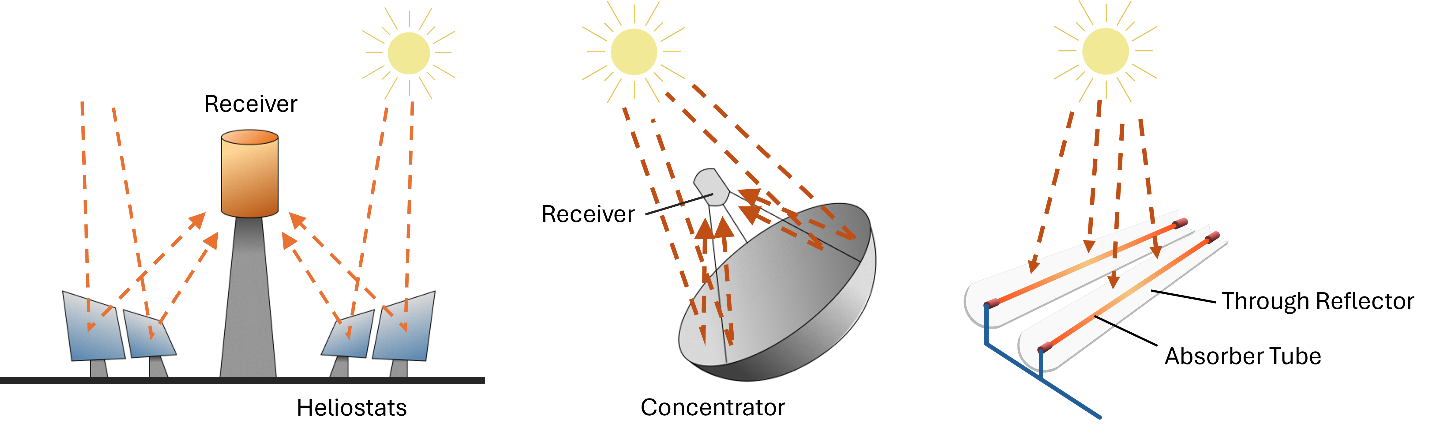 Receiver
Heliostats
Receiver
Concentrator
Through Reflector
Absorber Tube